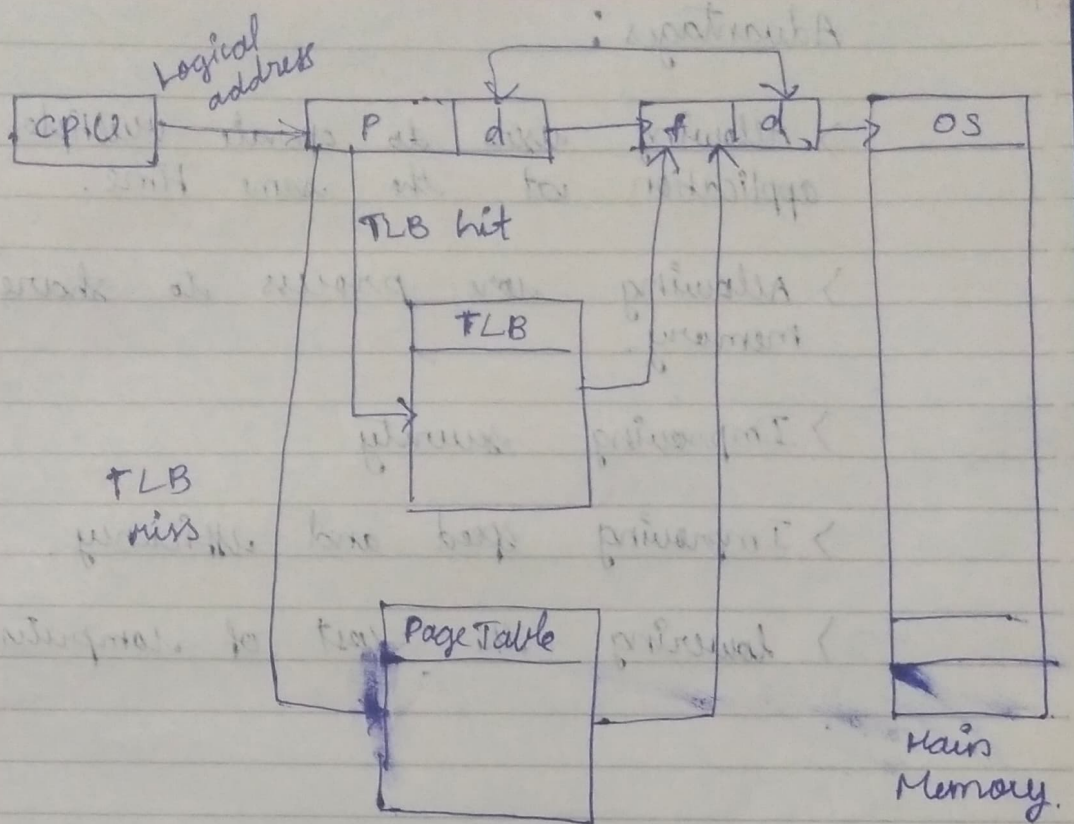 Logical
address
CPU
P
d
f
d
OS
TLB hit
TLB
TLB
miss
Page Table
Main
Memory.